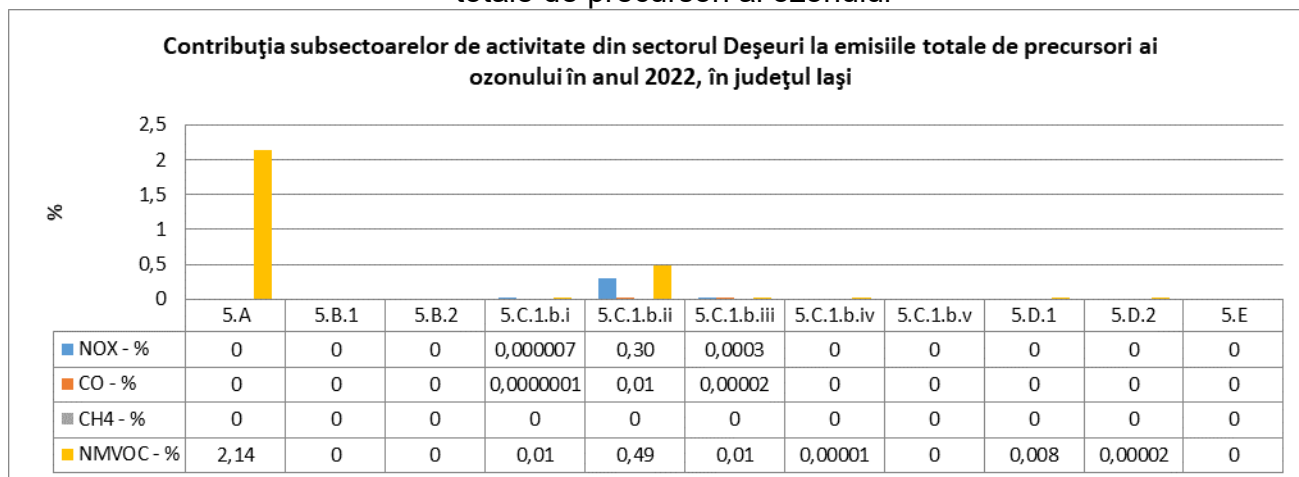 totale de precursori ai ozonului
Contribuţia subsectoarelor de activitate din sectorul Deşeuri la emisiile totale de precursori ai
ozonului în anul 2022, în judeţul Iaşi
2,5
2
1,5
1
0,5
0
%
5.A 5.B.1 5.B.2 5.C.1.b.i 5.C.1.b.ii 5.C.1.b.iii 5.C.1.b.iv 5.C.1.b.v 5.D.1 5.D.2 5.E
NOX - % 0 0 0 0,000007 0,30 0,0003 0 0 0 0 0
CO - % 0 0 0 0,0000001 0,01 0,00002 0 0 0 0 0
CH4 - % 0 0 0 0 0 0 0 0 0 0 0
NMVOC - % 2,14 0 0 0,01 0,49 0,01 0,00001 0 0,008 0,00002 0